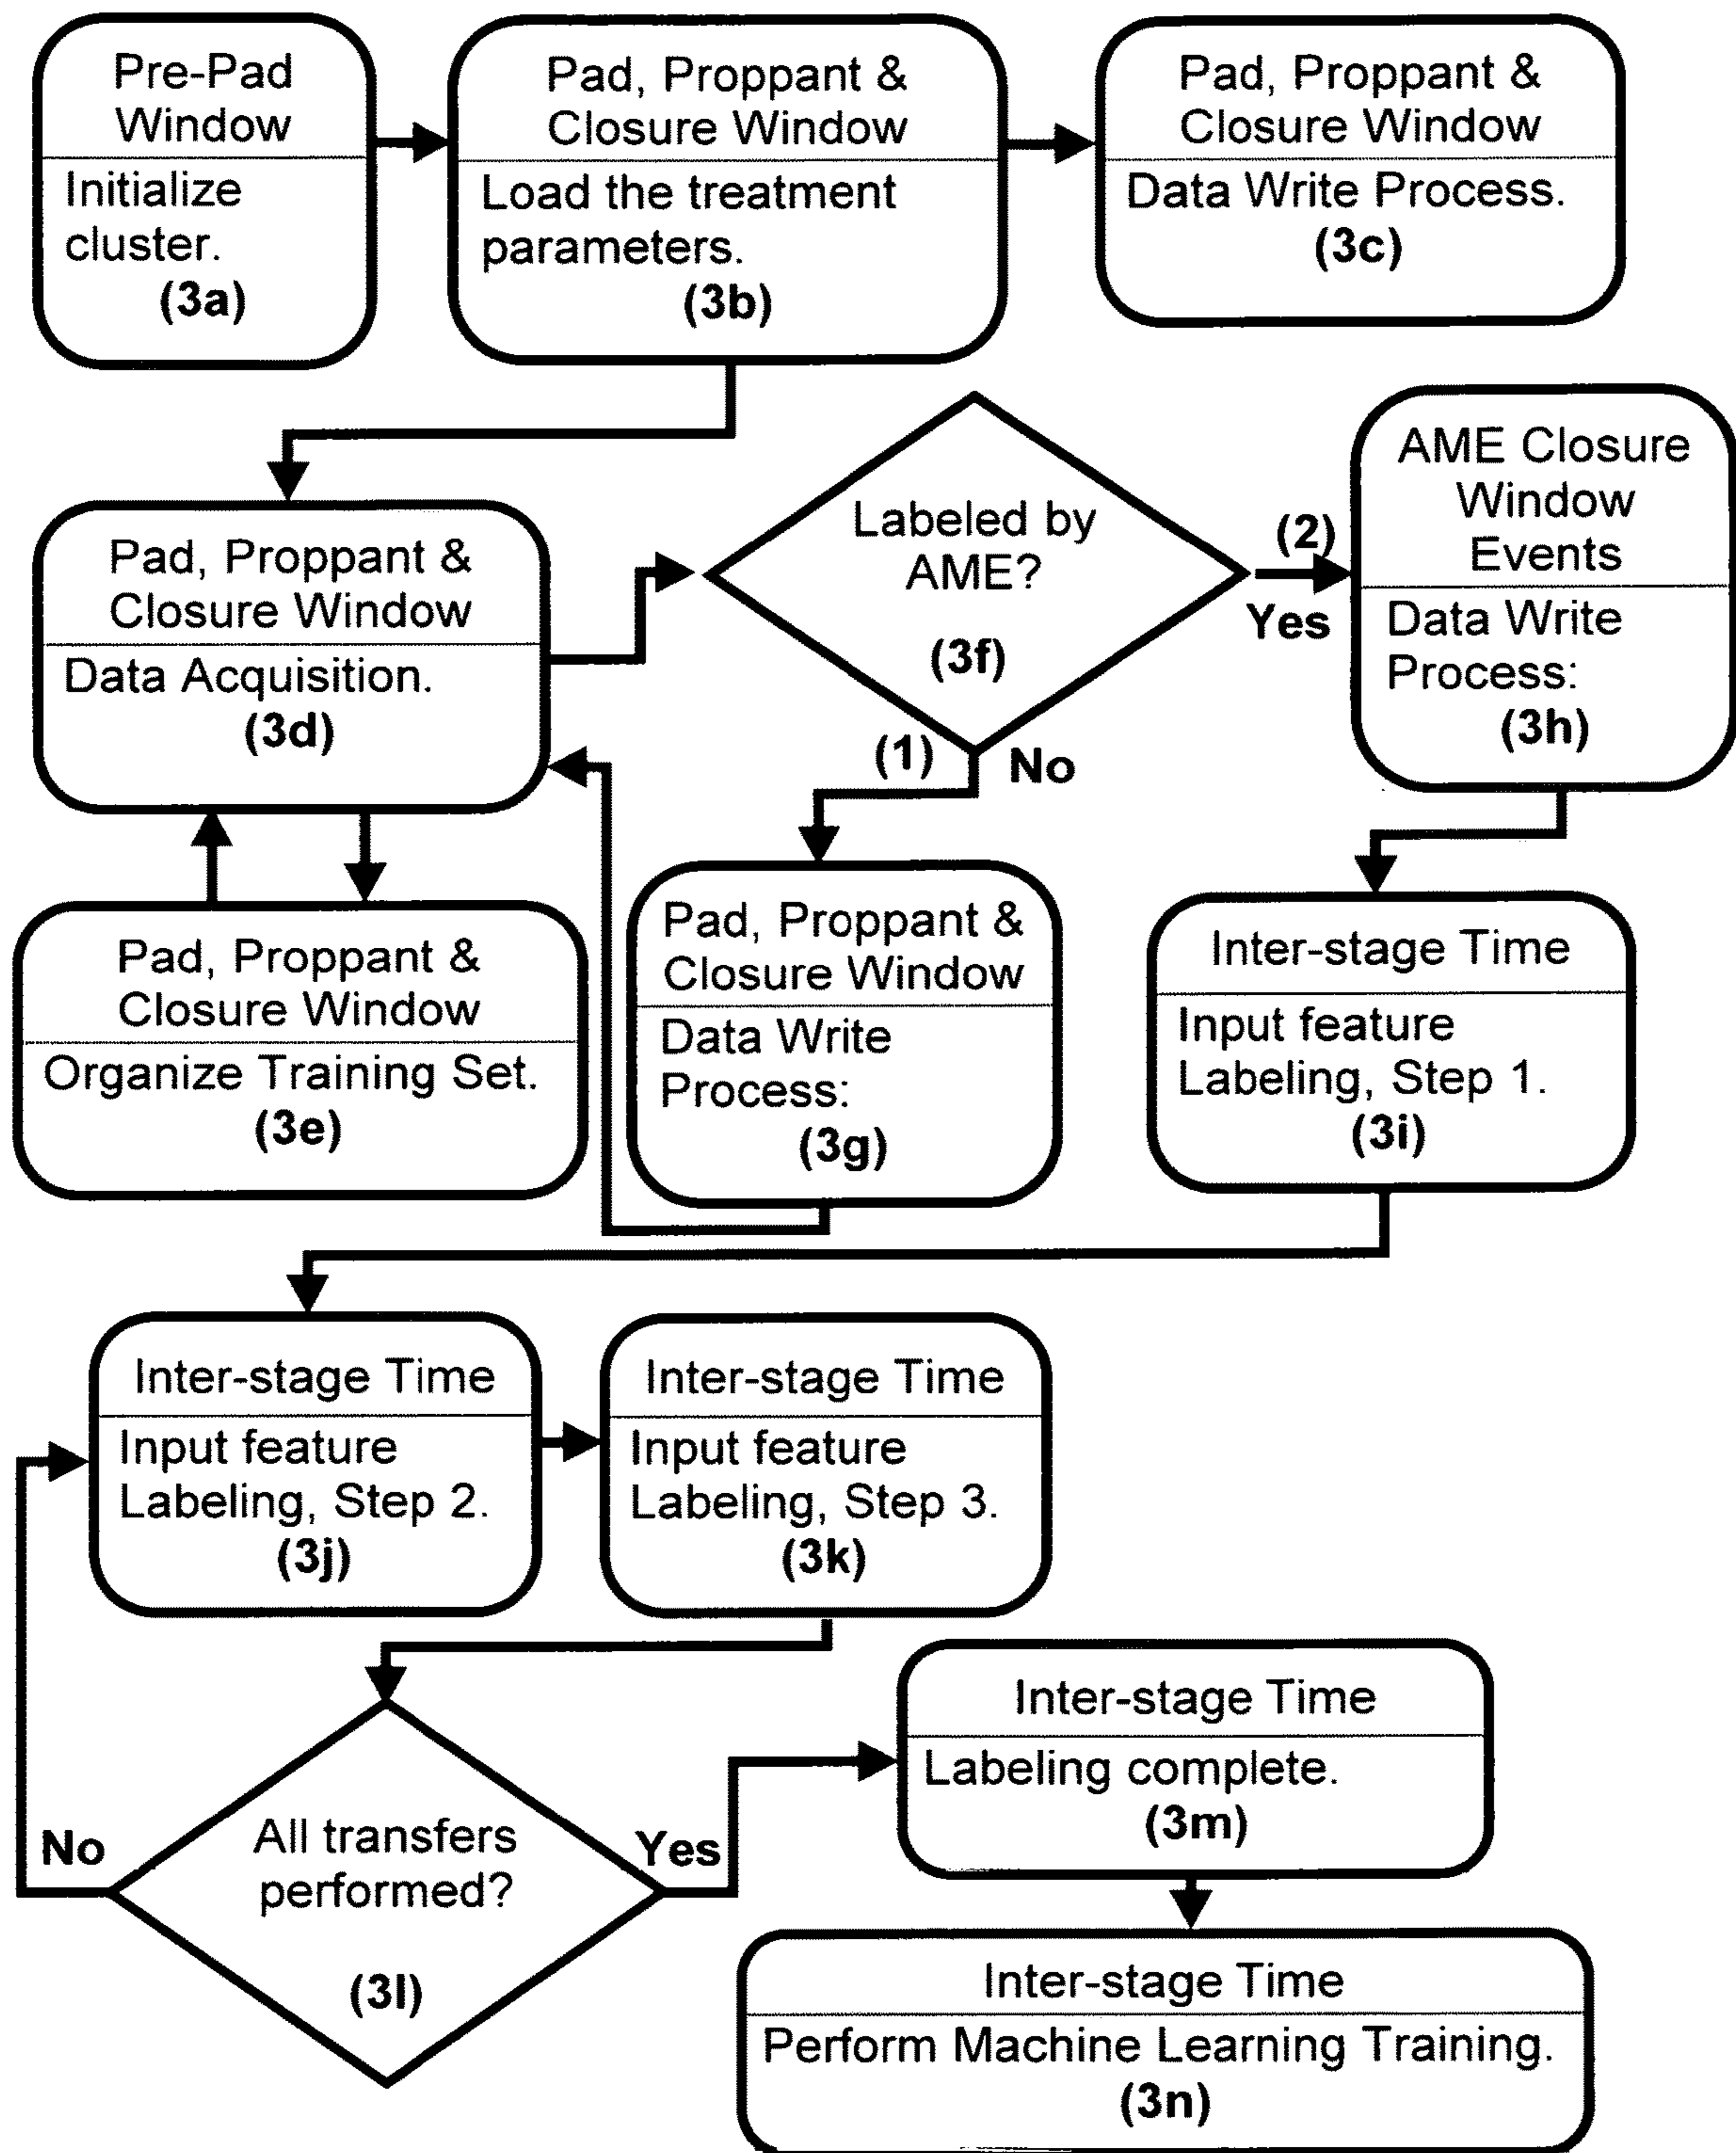 Pre-Pad
Window
Initialize
cluster.
(3a)
Pad, Proppant &
Closure Window
Load the treatment
parameters.
(3b)
Pad, Proppant &
Closure Window
Data Write Process.
(3c)
Pad, Proppant &
Closure Window
Data Acquisition.
(3d)
Labeled by
AME?
(3f)
(2)
Yes
(1)
No
AME Closure
Window
Events
Data Write
Process:
(3h)
Pad, Proppant &
Closure Window
Organize Training Set.
(3e)
Pad, Proppant &
Closure Window
Data Write
Process:
(3g)
Inter-stage Time
Input feature
Labeling, Step 1.
(3i)
Inter-stage Time
Input feature
Labeling, Step 2.
(3j)
Inter-stage Time
Input feature
Labeling, Step 3.
(3k)
No
All transfers
performed?
(3l)
Yes
Inter-stage Time
Labeling complete.
(3m)
Inter-stage Time
Perform Machine Learning Training.
(3n)